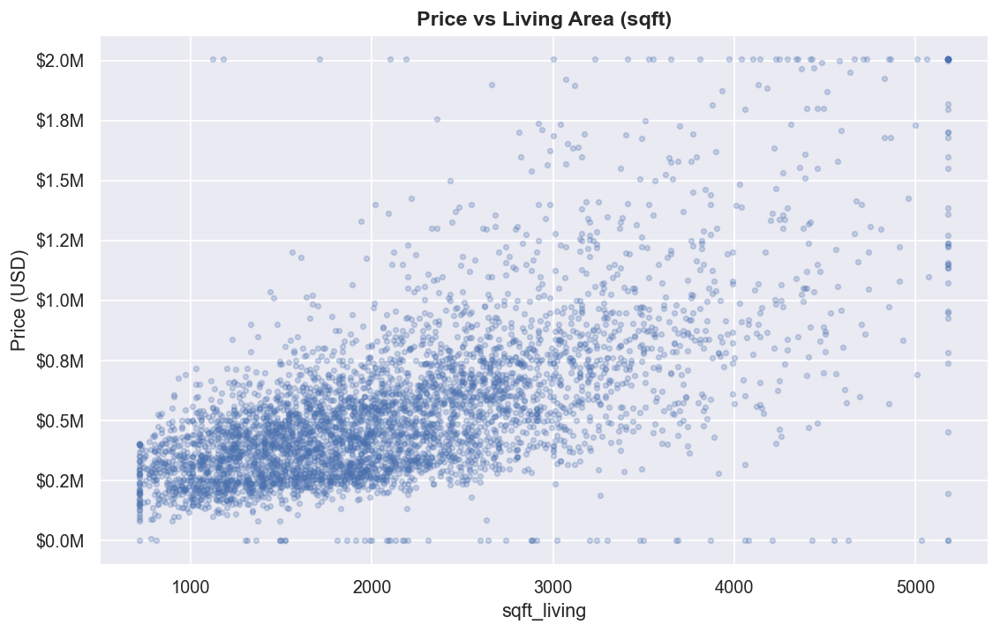 Price vs Living Area (sqft)
$2.0M
$1.8M
$1.5M
$1.2M
$1.0M
$0.8M
$0.5M
$0.2M
$0.0M
Price (USD)
1000 2000 3000 4000 5000
sqft_living